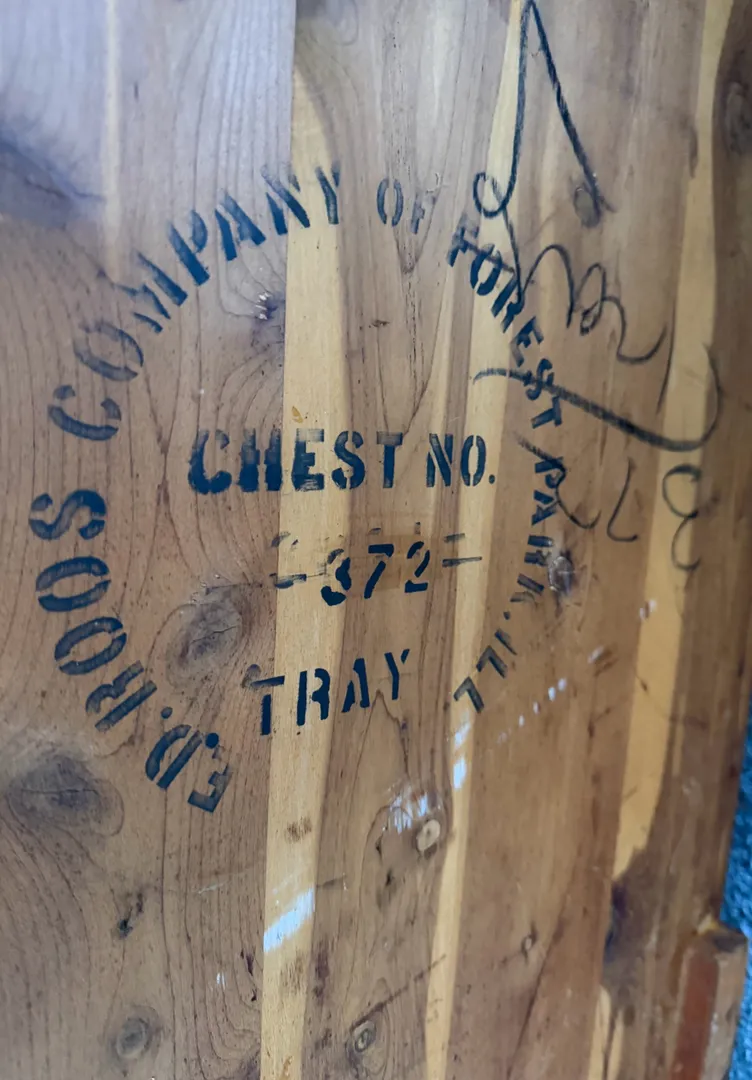 ED. ROOS COMPANY OF FOREST PARK. ILL
CHEST NO.
-372-
TRAY